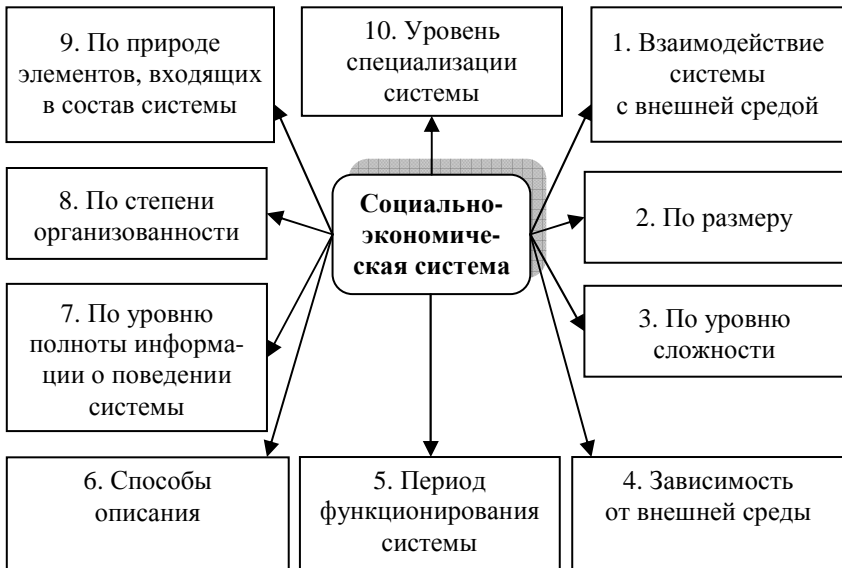 9. По природе
элементов, входящих
в состав системы
10. Уровень
специализации
системы
1. Взаимодействие
системы
с внешней средой
8. По степени
организованности
Социально-
экономиче-
ская система
2. По размеру
7. По уровню
полноты информа-
ции о поведении
системы
3. По уровню
сложности
6. Способы
описания
5. Период
функционирования
системы
4. Зависимость
от внешней среды